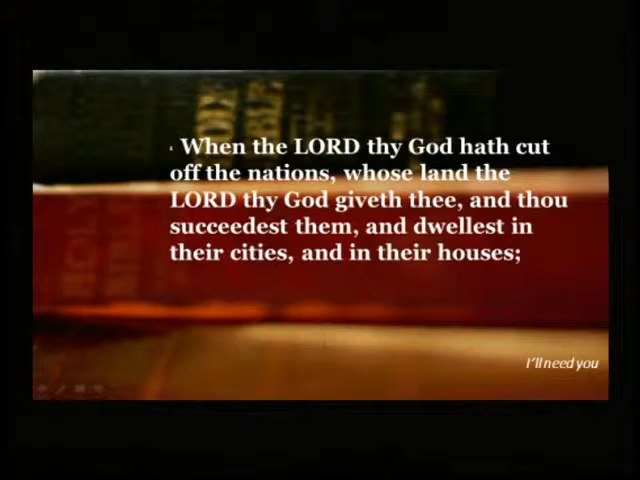 When the LORD thy God hath cut
off the nations, whose land the
LORD thy God giveth thee, and thou
succeedest them, and dwellest in
their cities, and in their houses;
I'll need you